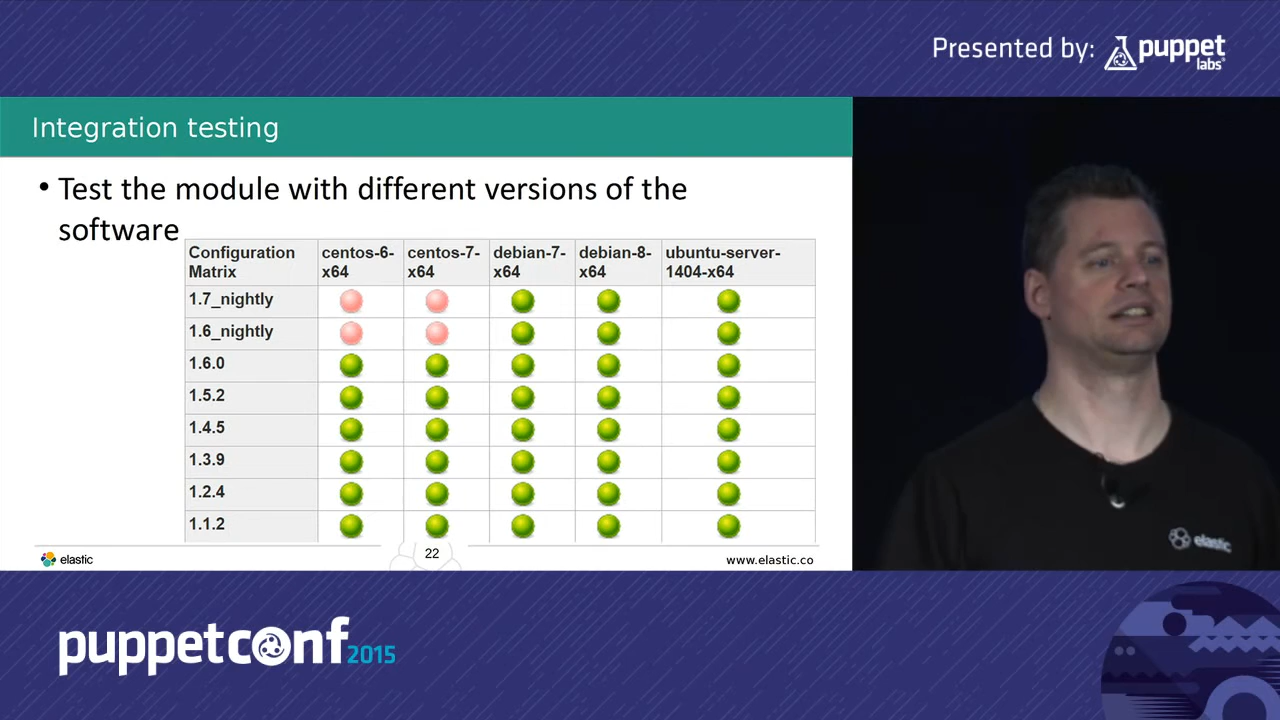 Presented by: puppet labs
Integration testing
• Test the module with different versions of the
software
Configuration Matrix centos-6-x64 centos-7-x64 debian-7-x64 debian-8-x64 ubuntu-server-1404-x64
1.7_nightly
1.6_nightly
1.6.0
1.5.2
1.4.5
1.3.9
1.2.4
1.1.2
elastic
22
www.elastic.co
elastic
puppetconf 2015